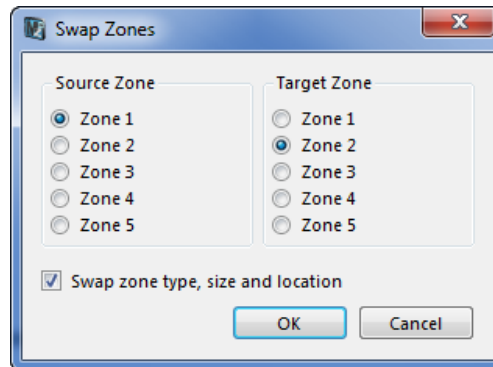 Swap Zones
Source Zone
Zone 1
Zone 2
Zone 3
Zone 4
Zone 5
Target Zone
Zone 1
Zone 2
Zone 3
Zone 4
Zone 5
Swap zone type, size and location
OK
Cancel